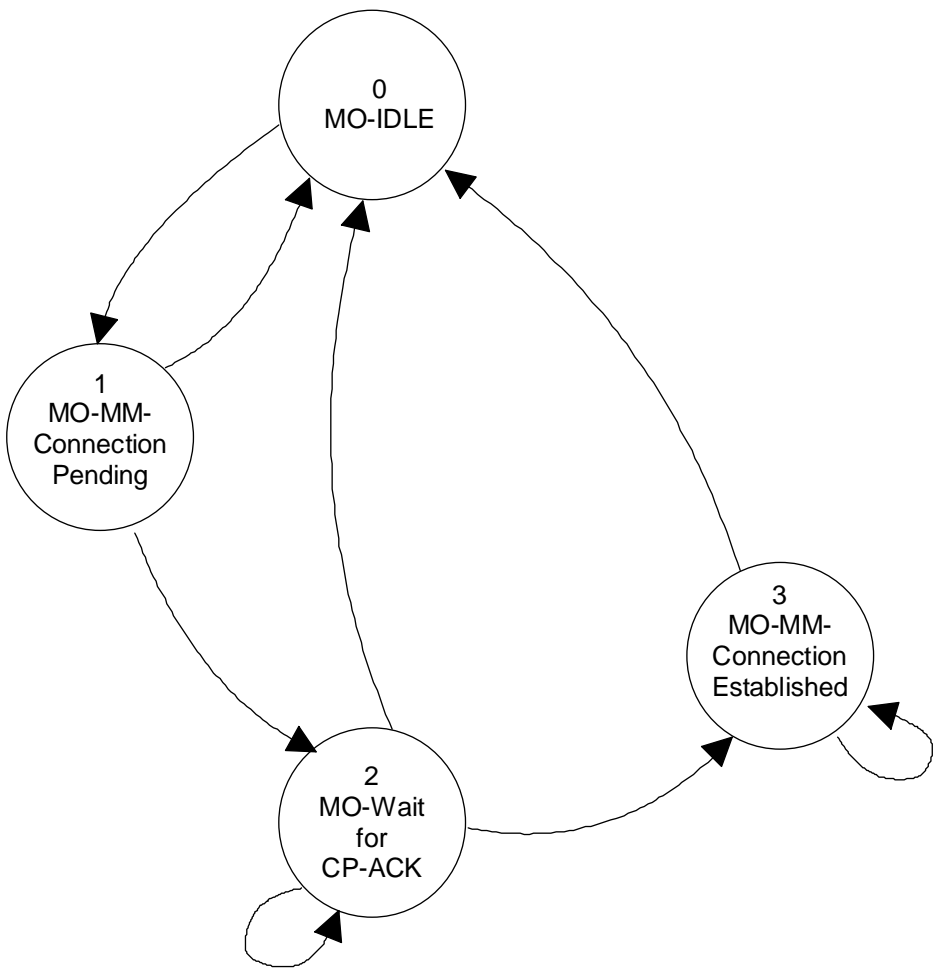 0
MO-IDLE
1
MO-MM-
Connection
Pending
3
MO-MM-
Connection
Established
2
MO-Wait
for
CP-ACK